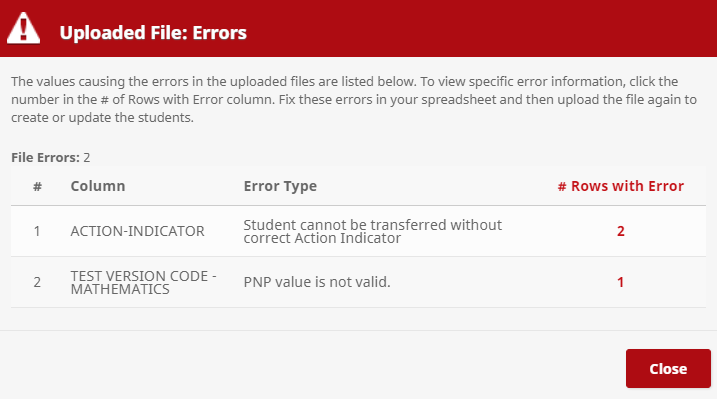 Uploaded File: Errors
The values causing the errors in the uploaded files are listed below. To view specific error information, click the
number in the # of Rows with Error column. Fix these errors in your spreadsheet and then upload the file again to
create or update the students.
File Errors: 2
# Column Error Type # Rows with Error
1 ACTION-INDICATOR Student cannot be transferred without
correct Action Indicator 2
2 TEST VERSION CODE -
MATHEMATICS PNP value is not valid. 1
Close